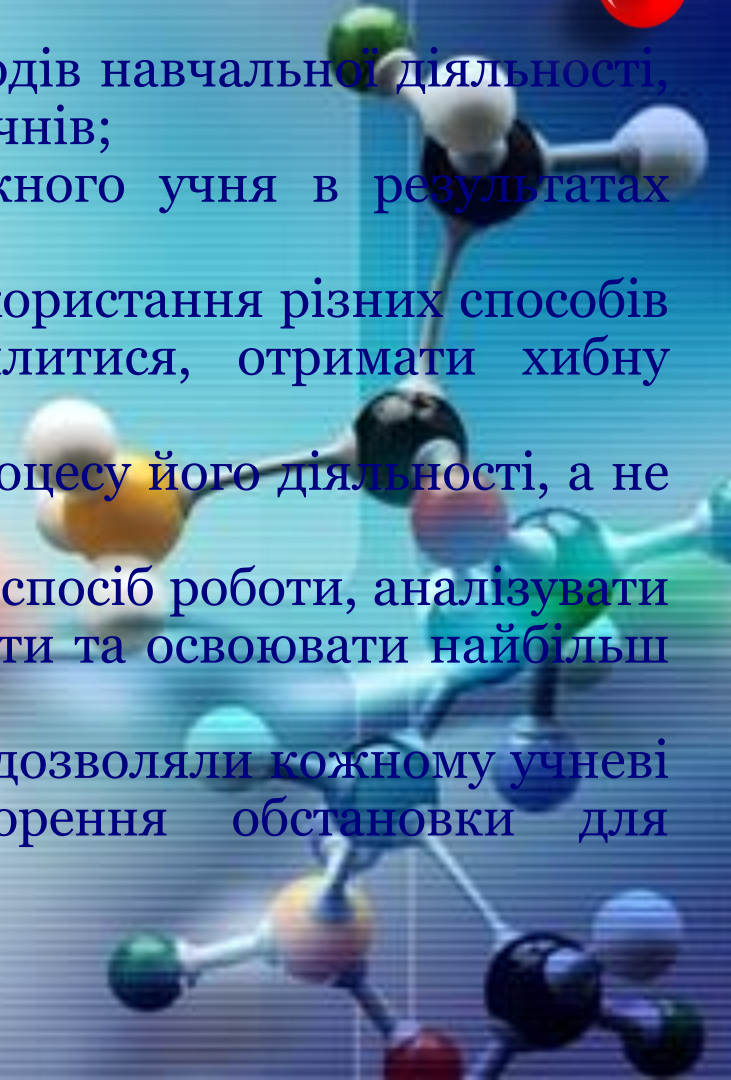 одів навчальної діяльності,
чнів;
жного учня в результатах
користання різних способів
литися, отримати хибну
оцесу його діяльності, а не
спосіб роботи, аналізувати
ти та освоювати найбільш
дозволяли кожному учневі
орення обстановки для